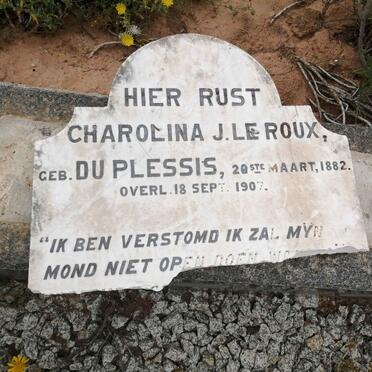 HIER RUST
CHAROLINA J. LE ROUX,
GEB. DU PLESSIS, 20STE MAART, 1882.
OVERL. 18 SEPT. 1907.
"IK BEN VERSTOMD IK ZAL MYN
MOND NIET OPEN DOEN